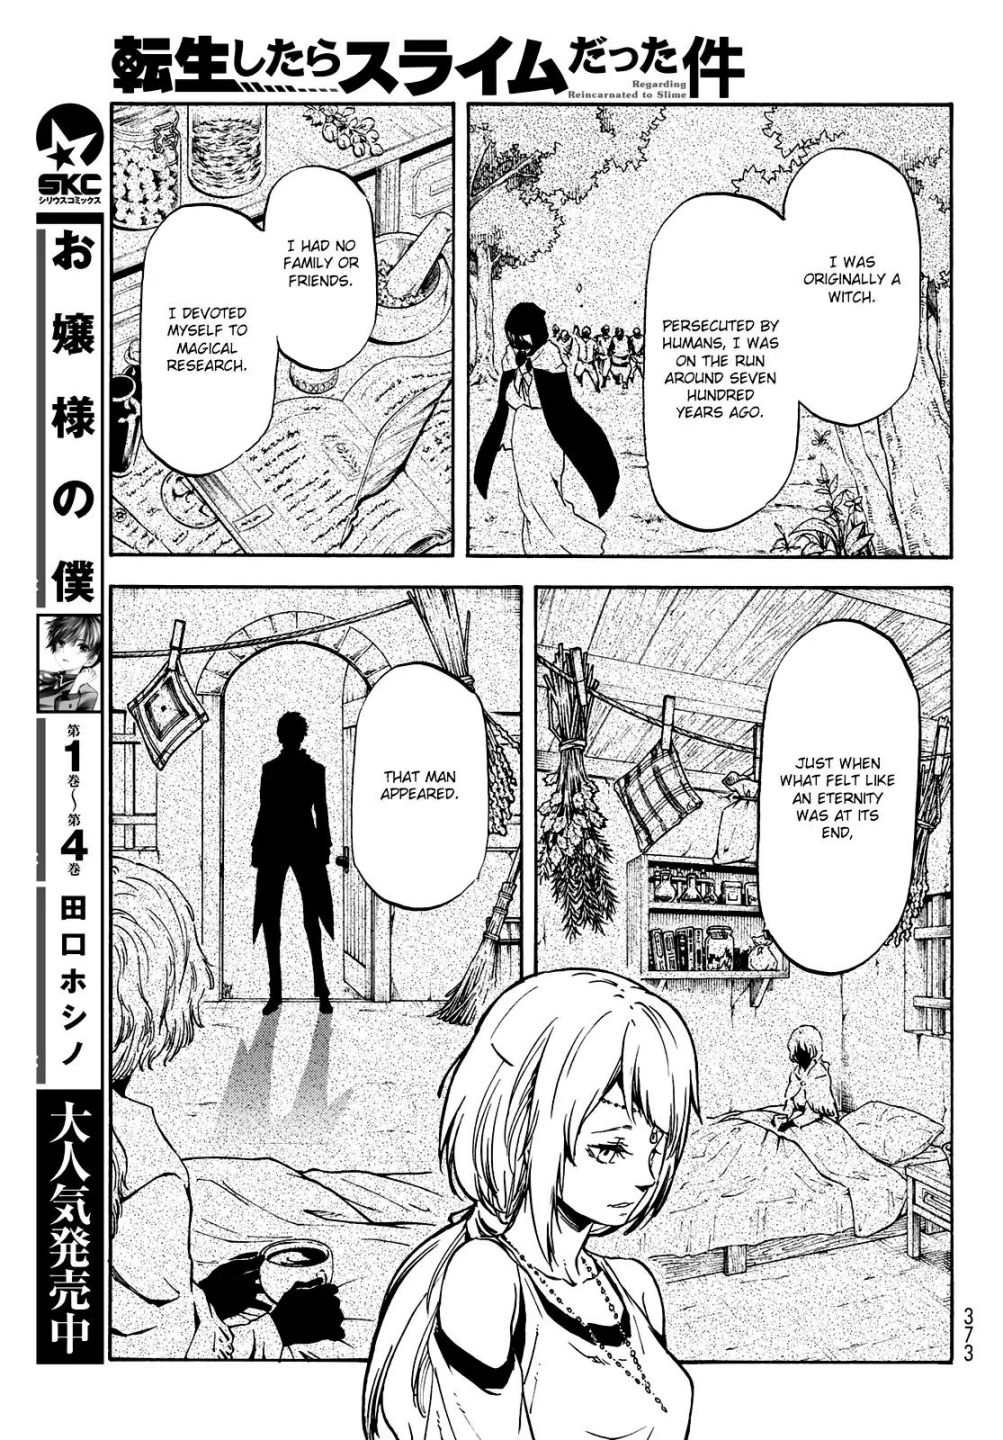 転生したらスライムだった件
Regarding
Reincarnated to Slime
I WAS
ORIGINALLY A
WITCH.
PERSECUTED BY
HUMANS, I WAS
ON THE RUN
AROUND SEVEN
HUNDRED
YEARS AGO.
I HAD NO
FAMILY OR
FRIENDS.
I DEVOTED
MYSELF TO
MAGICAL
RESEARCH.
JUST WHEN
WHAT FELT LIKE
AN ETERNITY
WAS AT ITS
END,
THAT MAN
APPEARED.
SKC
シリウスコミックス
お嬢様の僕
第1巻〜第4巻
田口ホシノ
大人気発売中
373